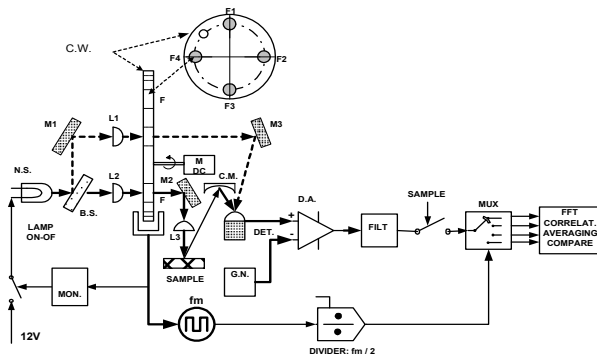 F1
C.W.
F4
F2
F3
F
M1
L1
M3
M
DC
N.S.
L2
M2
C.M.
F
B.S.
LAMP
ON-OF
L3
DET.
SAMPLE
D.A.
+
-
FILT
SAMPLE
MUX
FFT
CORRELAT.
AVERAGING
COMPARE
G.N.
MON.
fm
12V
DIVIDER: fm / 2